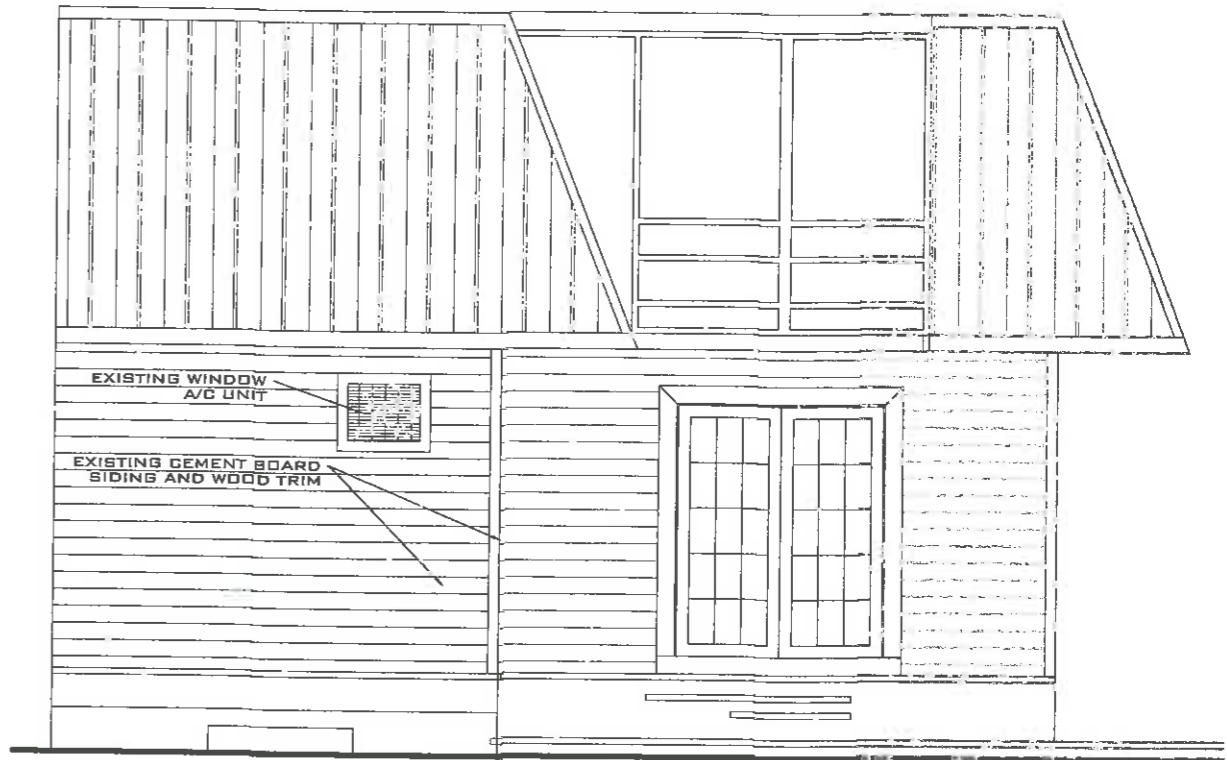 EXISTING WINDOW
A/C UNIT
EXISTING CEMENT BOARD
SIDING AND WOOD TRIM